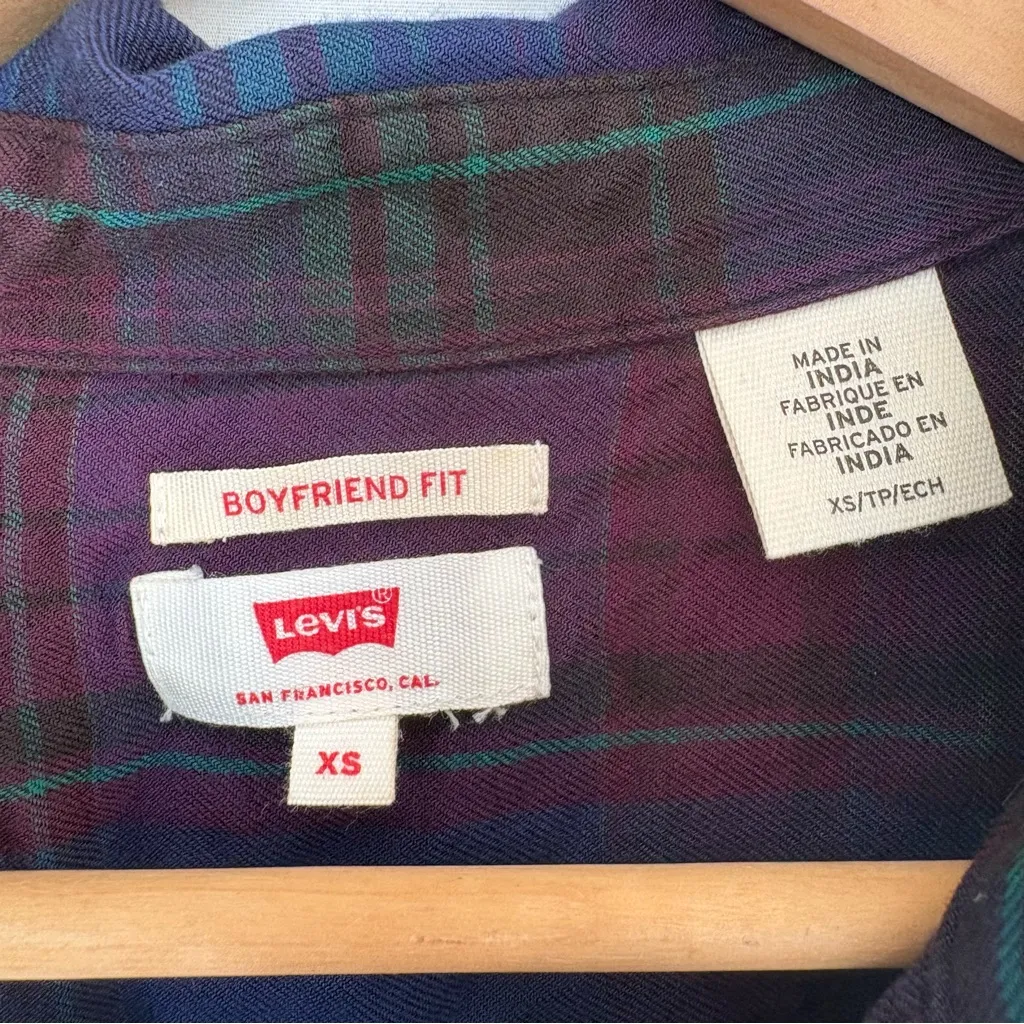 MADE IN
INDIA
FABRIQUE EN
INDE
FABRICADO EN
INDIA
XS/TP/ECH
BOYFRIEND FIT
Levi's®
SAN FRANCISCO, CAL.
XS